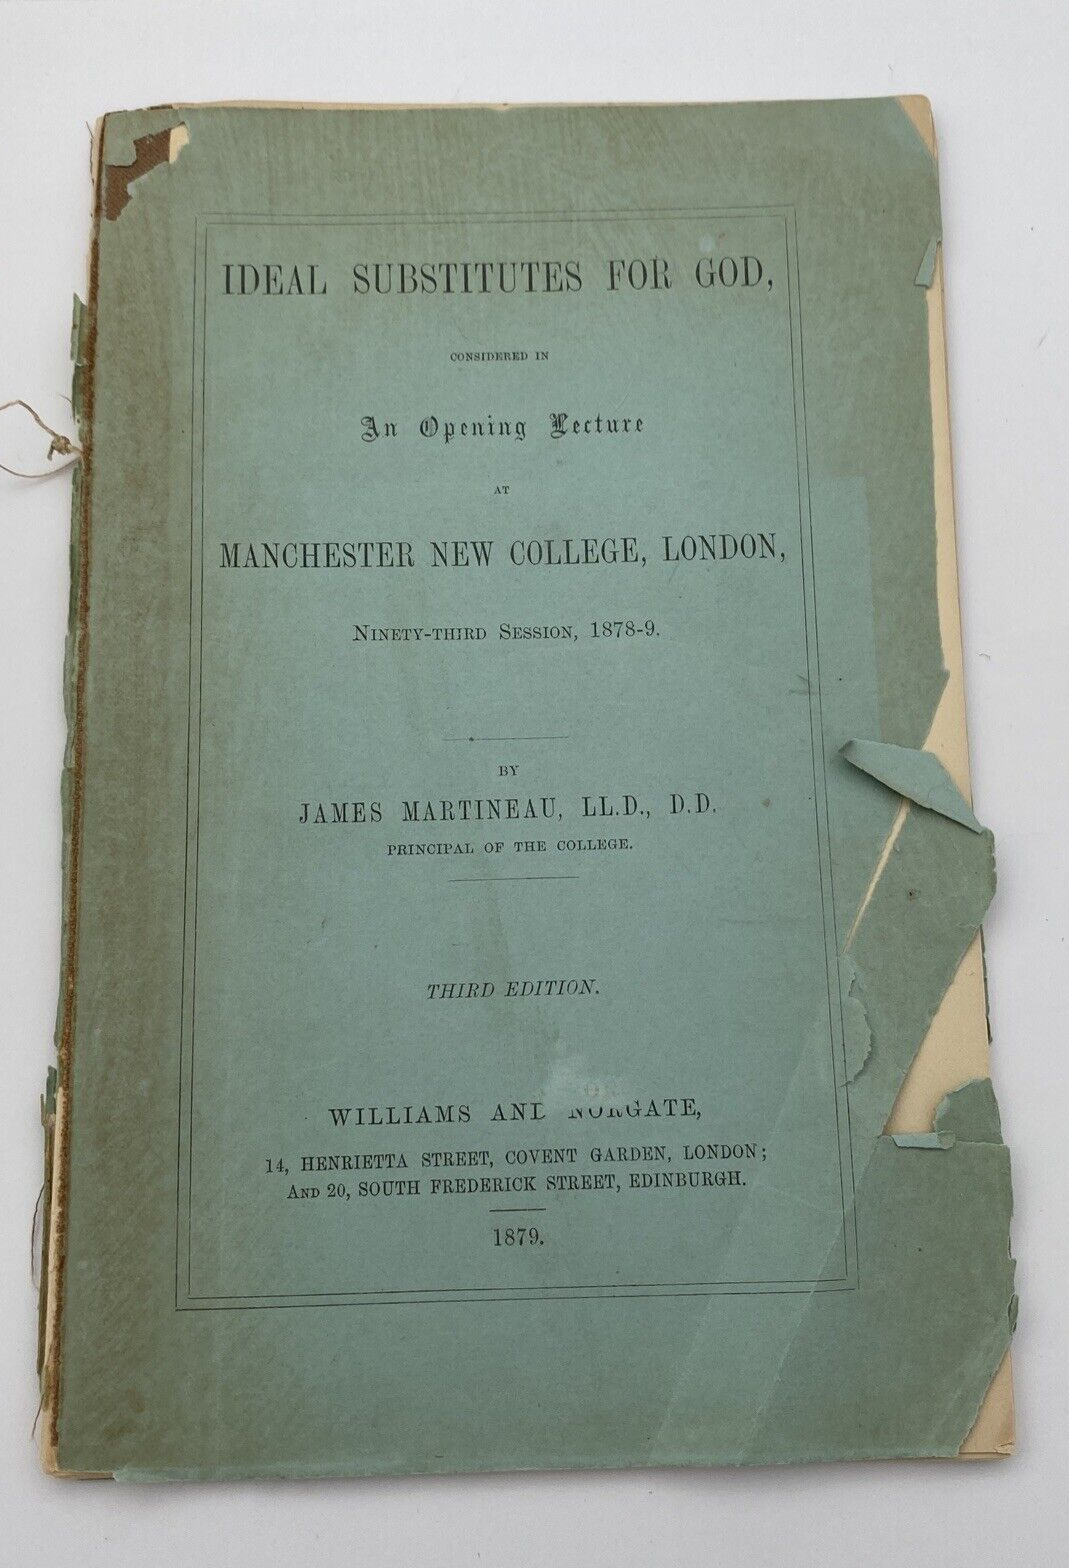 IDEAL SUBSTITUTES FOR GOD,
CONSIDERED IN
An Opening Lecture
AT
MANCHESTER NEW COLLEGE, LONDON,
NINETY-THIRD SESSION, 1878-9.
BY
JAMES MARTINEAU, LL.D., D.D.
PRINCIPAL OF THE COLLEGE.
THIRD EDITION.
WILLIAMS AND NORGATE,
14, HENRIETTA STREET, COVENT GARDEN, LONDON;
AND 20, SOUTH FREDERICK STREET, EDINBURGH.
1879.